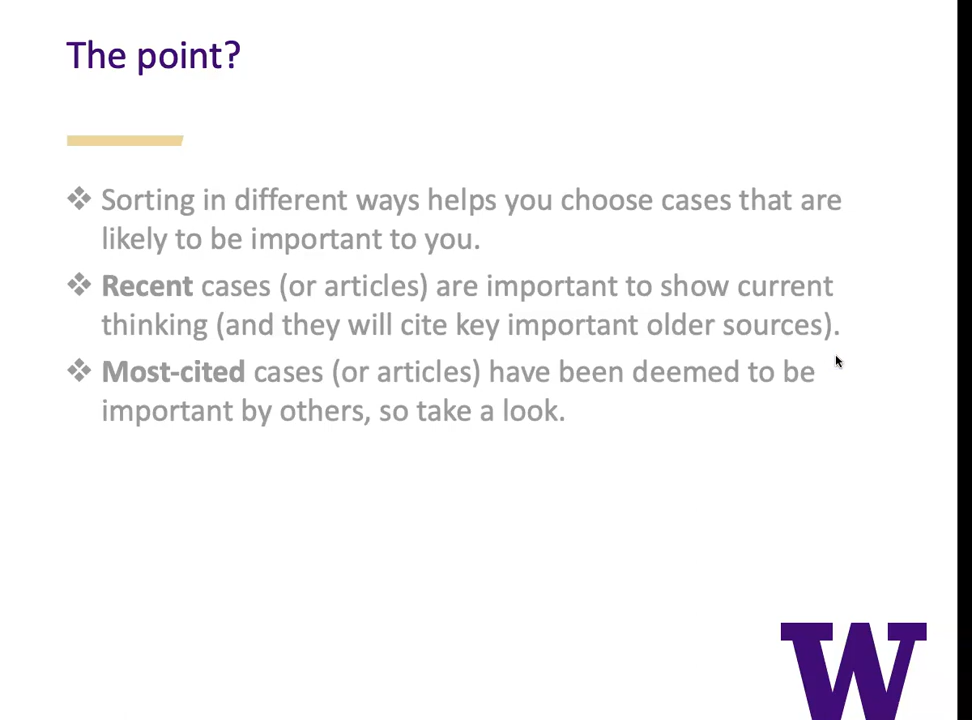 The point?
❖ Sorting in different ways helps you choose cases that are
likely to be important to you.
❖ Recent cases (or articles) are important to show current
thinking (and they will cite key important older sources).
❖ Most-cited cases (or articles) have been deemed to be
important by others, so take a look.
W